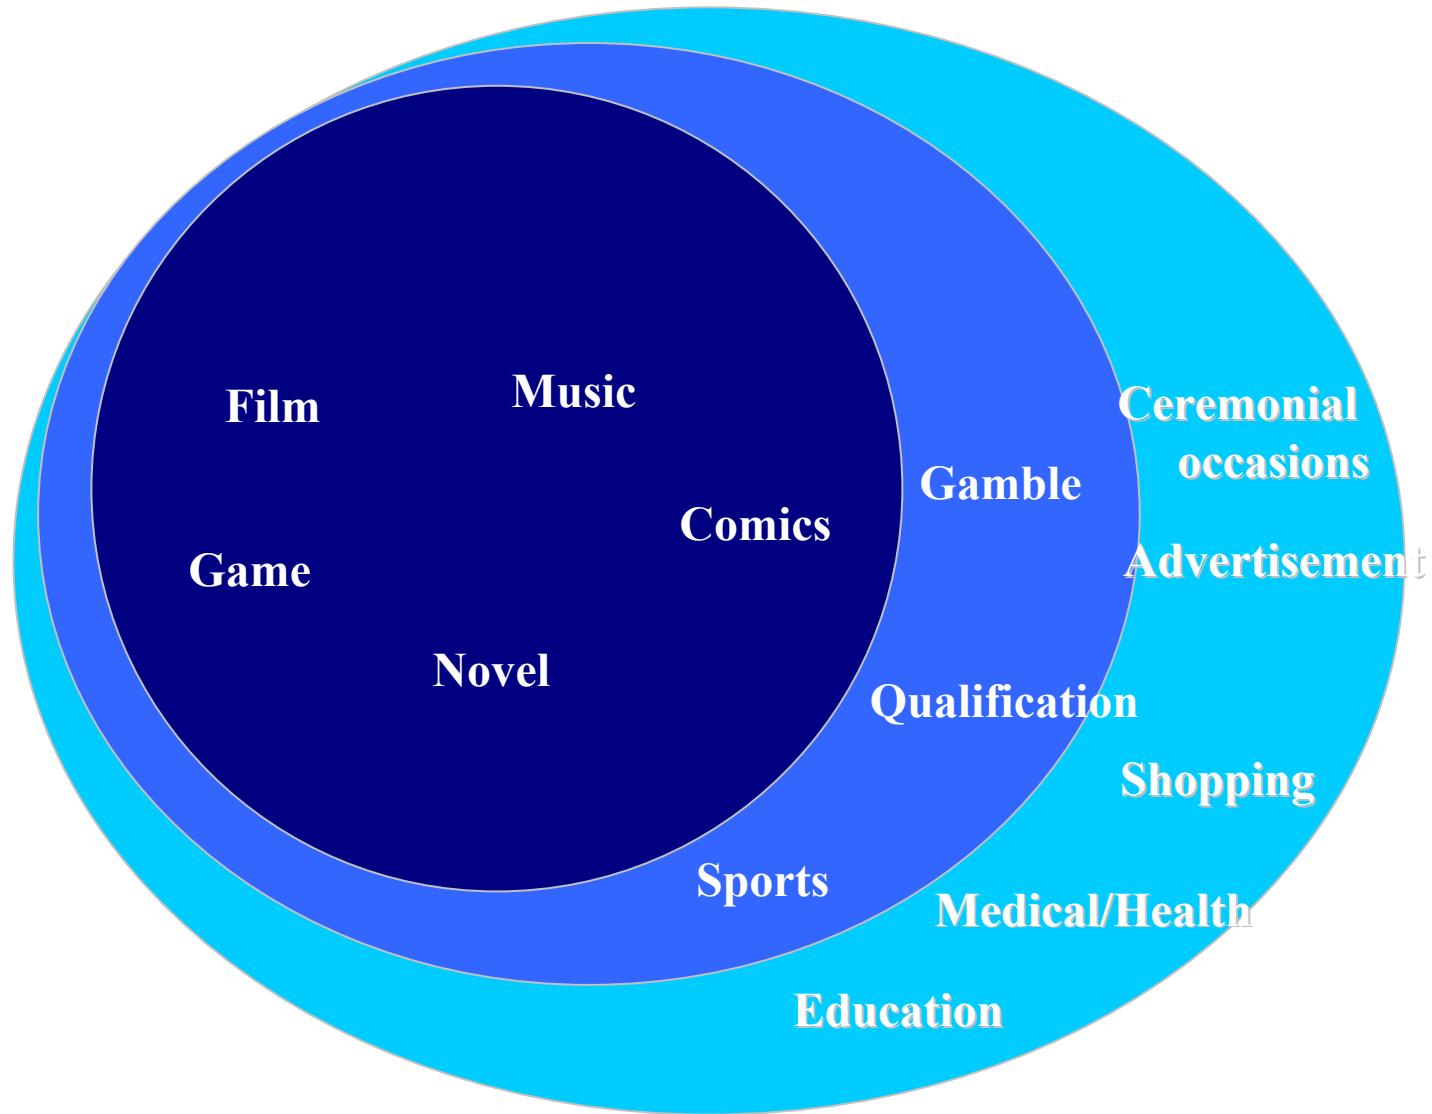 Film
Music
Ceremonial
occasions
Gamble
Comics
Advertisement
Game
Novel
Qualification
Shopping
Sports
Medical/Health
Education